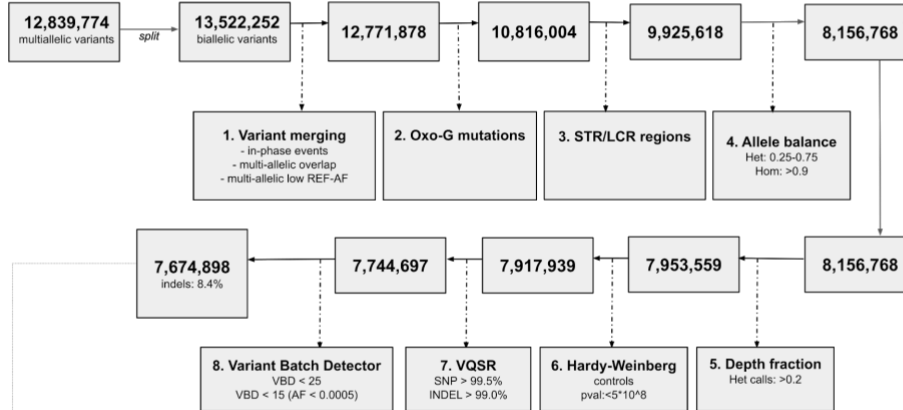 12,839,774
multiallelic variants
split
13,522,252
biallelic variants
12,771,878
10,816,004
9,925,618
8,156,768
1. Variant merging
- in-phase events
- multi-allelic overlap
- multi-allelic low REF-AF
2. Oxo-G mutations
3. STR/LCR regions
4. Allele balance
Het: 0.25-0.75
Hom: >0.9
7,674,898
indels: 8.4%
7,744,697
7,917,939
7,953,559
8,156,768
8. Variant Batch Detector
VBD < 25
VBD < 15 (AF < 0.0005)
7. VQSR
SNP > 99.5%
INDEL > 99.0%
6. Hardy-Weinberg
controls
pval:<5*10^8
5. Depth fraction
Het calls: >0.2